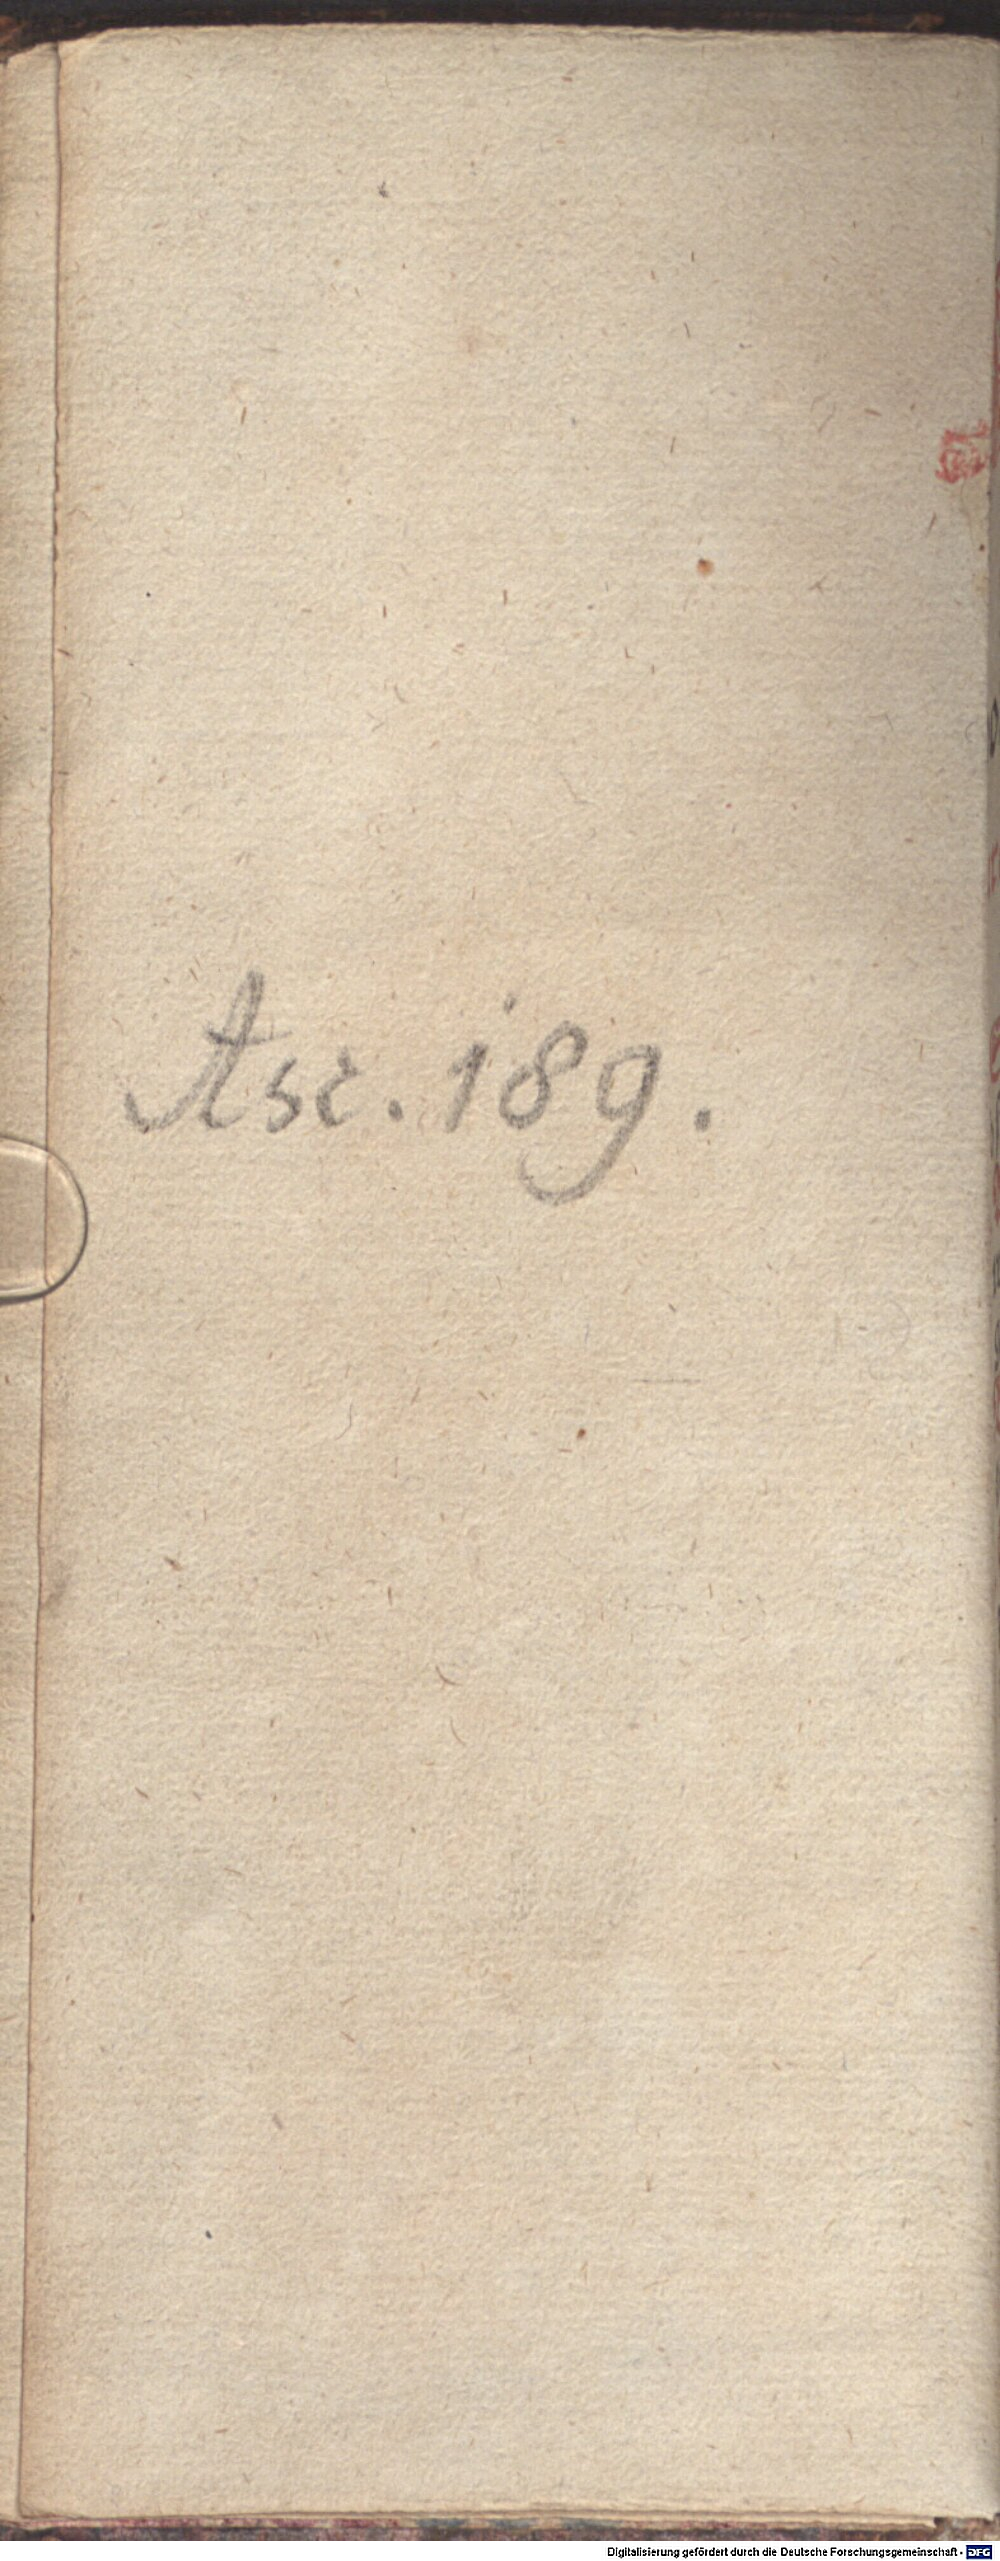 Asc. 189.
Digitalisierung gefördert durch die Deutsche Forschungsgemeinschaft - DFG